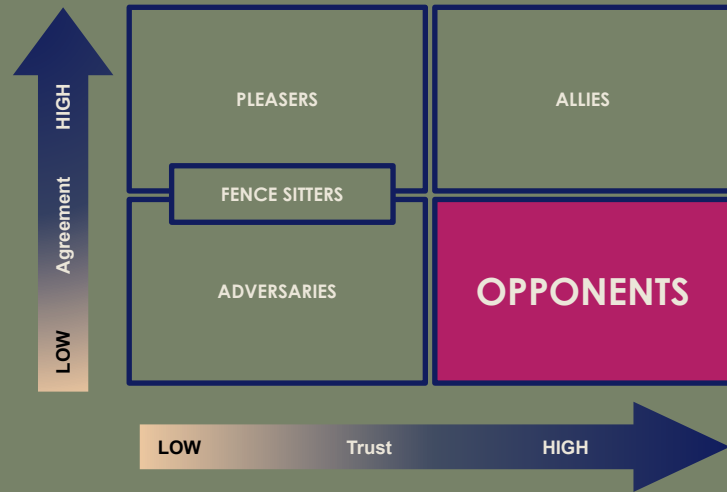 HIGH
Agreement
LOW
PLEASERS
ALLIES
FENCE SITTERS
ADVERSARIES
OPPONENTS
LOW
Trust
HIGH